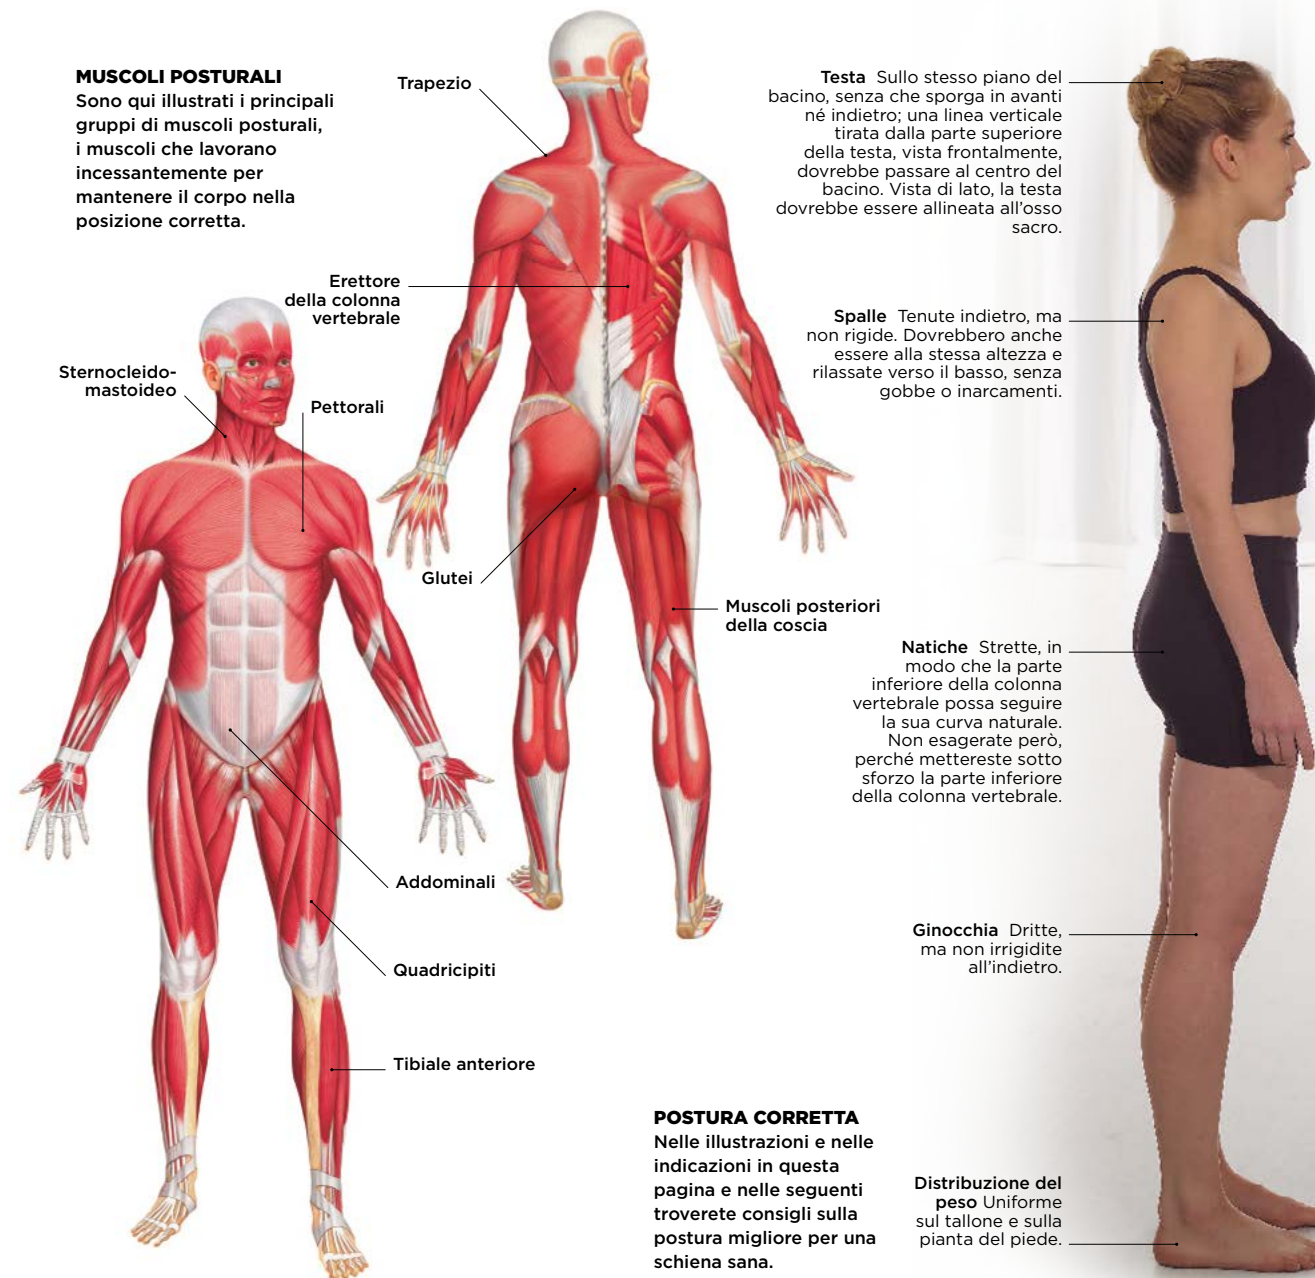 MUSCOLI POSTURALI
Sono qui illustrati i principali
gruppi di muscoli posturali,
i muscoli che lavorano
incessantemente per
mantenere il corpo nella
posizione corretta.
Trapezio
Erettore
della colonna
vertebrale
Sternocleido-
mastoideo
Pettorali
Glutei
Muscoli posteriori
della coscia
Addominali
Quadricipiti
Tibiale anteriore
Testa Sullo stesso piano del
bacino, senza che sporga in avanti
né indietro; una linea verticale
tirata dalla parte superiore
della testa, vista frontalmente,
dovrebbe passare al centro del
bacino. Vista di lato, la testa
dovrebbe essere allineata all'osso
sacro.
Spalle Tenute indietro, ma
non rigide. Dovrebbero anche
essere alla stessa altezza e
rilassate verso il basso, senza
gobbe o inarcamenti.
Natiche Strette, in
modo che la parte
inferiore della colonna
vertebrale possa seguire
la sua curva naturale.
Non esagerate però,
perché mettereste sotto
sforzo la parte inferiore
della colonna vertebrale.
Ginocchia Dritte,
ma non irrigidite
all'indietro.
Distribuzione del
peso Uniforme
sul tallone e sulla
pianta del piede.
POSTURA CORRETTA
Nelle illustrazioni e nelle
indicazioni in questa
pagina e nelle seguenti
troverete consigli sulla
postura migliore per una
schiena sana.